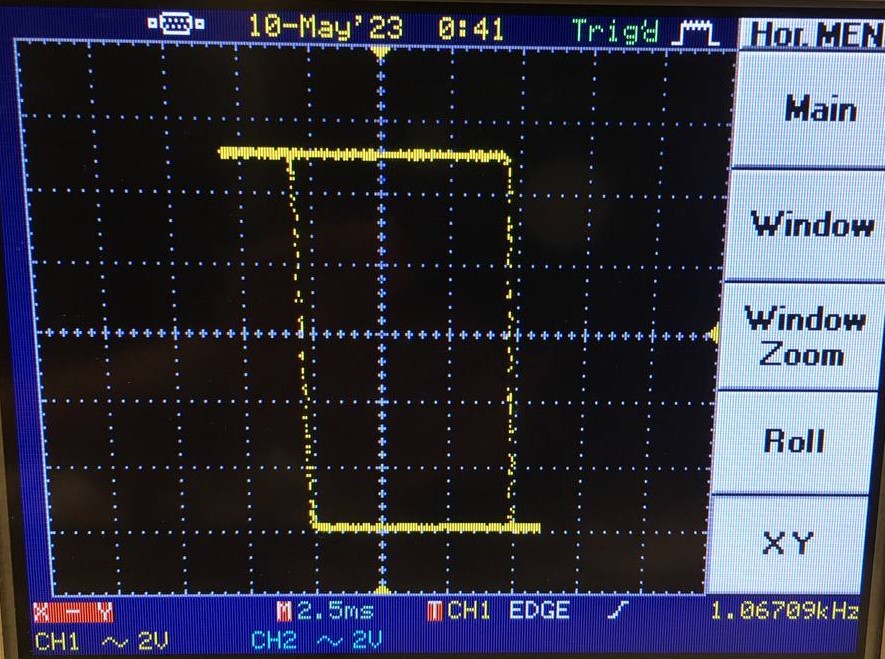 10-May'23 0:41 Trig'd
Hor. MEN
Main
Window
Window
Zoom
Roll
XY
X - Y M 2.5ms T CH1 EDGE 1.06709kHz
CH1 ~ 2V CH2 ~ 2V